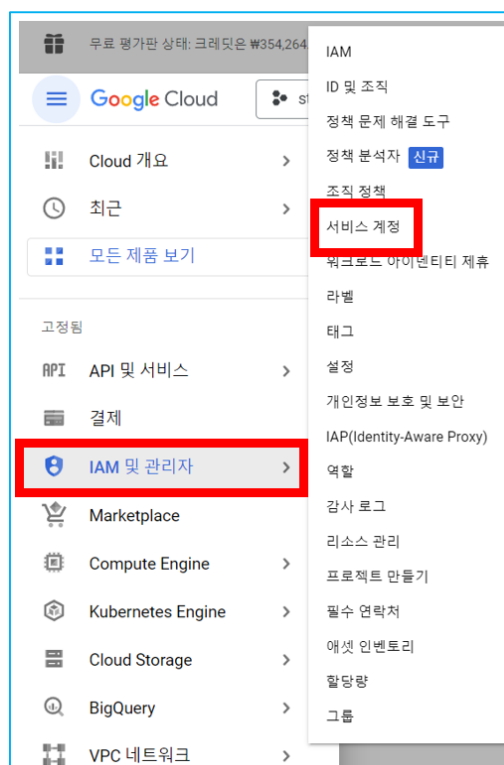 무료 평가판 상태: 크레딧은 ₩354,264.
Google Cloud
Cloud 개요
최근
모든 제품 보기
고정됨
API API 및 서비스
결제
IAM 및 관리자
Marketplace
Compute Engine
Kubernetes Engine
Cloud Storage
BigQuery
VPC 네트워크
IAM
ID 및 조직
정책 문제 해결 도구
정책 분석자 신규
조직 정책
서비스 계정
워크로드 아이덴티티 제휴
라벨
태그
설정
개인정보 보호 및 보안
IAP(Identity-Aware Proxy)
역할
감사 로그
리소스 관리
프로젝트 만들기
필수 연락처
애셋 인벤토리
할당량
그룹